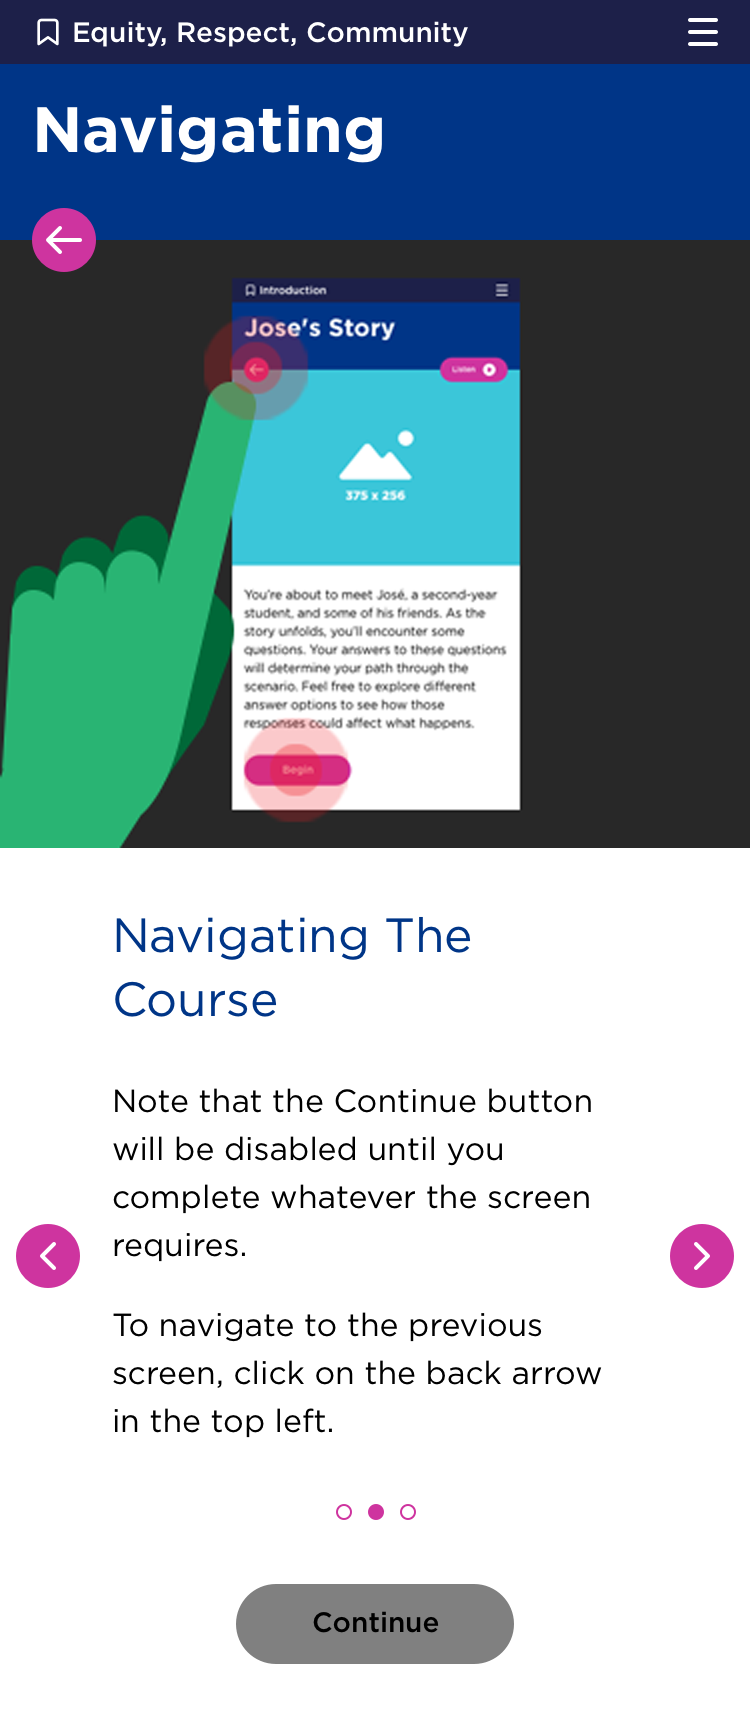 Equity, Respect, Community
Navigating
Introduction
Jose's Story
Listen
375 x 256
You're about to meet José, a second-year
student, and some of his friends. As the
story unfolds, you'll encounter some
questions. Your answers to these questions
will determine your path through the
scenario. Feel free to explore different
answer options to see how those
responses could affect what happens.
Begin
Navigating The
Course
Note that the Continue button
will be disabled until you
complete whatever the screen
requires.
To navigate to the previous
screen, click on the back arrow
in the top left.
Continue